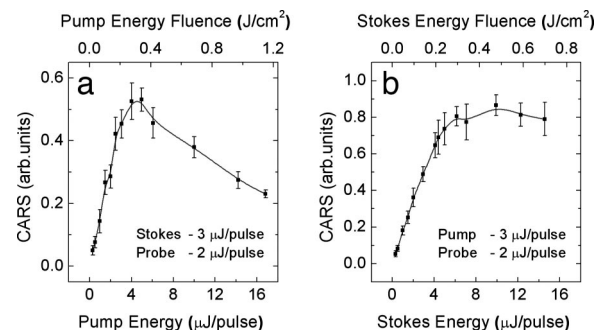 Pump Energy Fluence (J/cm²)
0.0 0.3 0.6 0.9 1.2
a
CARS (arb.units)
0.6
0.4
0.2
0.0
Stokes - 3 μJ/pulse
Probe - 2 μJ/pulse
0 4 8 12 16
Pump Energy (μJ/pulse)
Stokes Energy Fluence (J/cm²)
0.0 0.2 0.4 0.6 0.8
b
CARS (arb.units)
1.0
0.8
0.6
0.4
0.2
0.0
Pump - 3 μJ/pulse
Probe - 2 μJ/pulse
0 4 8 12 16
Stokes Energy (μJ/pulse)